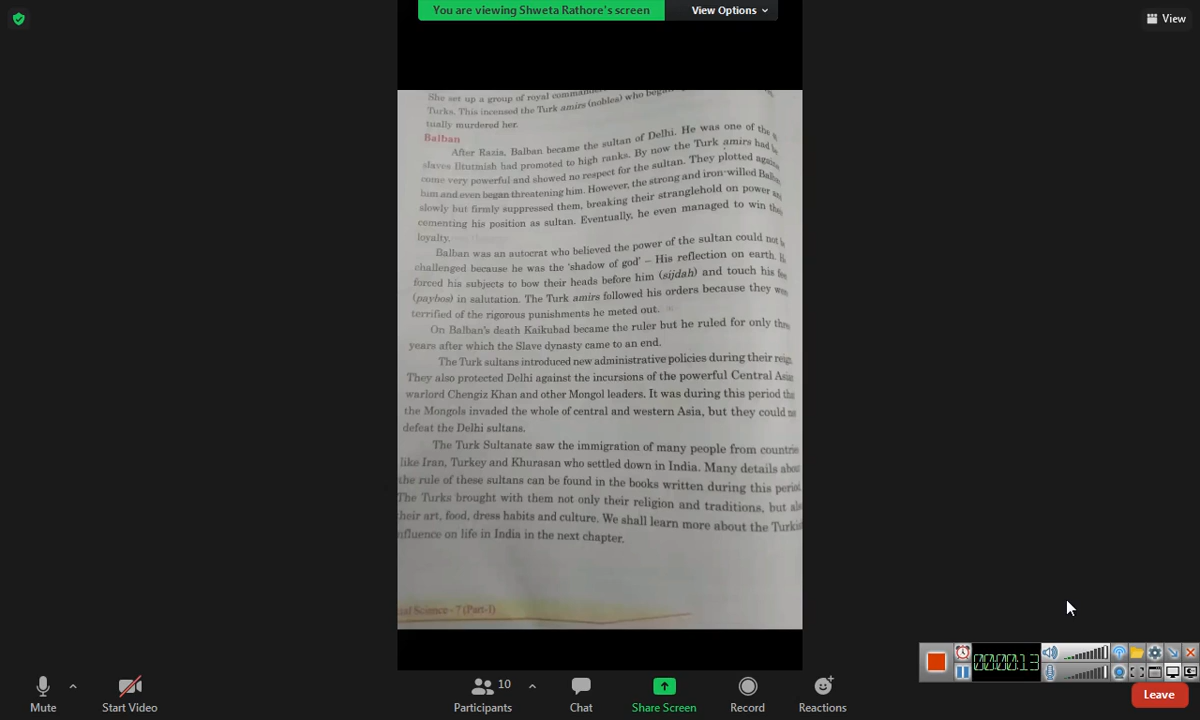 You are viewing Shweta Rathore's screen
View Options
View
She set up a group of royal
Turks. This incensed the Turk amirs (nobles) who
tually murdered her.
Balban
After Razia, Balban became the sultan of Delhi. He was one of the
slaves Iltutmish had promoted to high ranks. By now the Turk amirs had
come very powerful and showed no respect for the sultan. They plotted
him and even began threatening him. However, the strong and iron-willed
slowly but firmly suppressed them, breaking their stranglehold on power
cementing his position as sultan. Eventually, he even managed to win
loyalty.
Balban was an autocrat who believed the power of the sultan could not
challenged because he was the 'shadow of god' – His reflection on earth.
forced his subjects to bow their heads before him (sijdah) and touch his
(paybos) in salutation. The Turk amirs followed his orders because they
terrified of the rigorous punishments he meted out.
On Balban's death Kaikubad became the ruler but he ruled for only
years after which the Slave dynasty came to an end.
The Turk sultans introduced new administrative policies during their
They also protected Delhi against the incursions of the powerful Central
warlord Chengiz Khan and other Mongol leaders. It was during this period
the Mongols invaded the whole of central and western Asia, but they could
defeat the Delhi sultans.
The Turk Sultanate saw the immigration of many people from
like Iran, Turkey and Khurasan who settled down in India. Many details
the rule of these sultans can be found in the books written during this
The Turks brought with them not only their religion and traditions, but
their art, food, dress habits and culture. We shall learn more about the
influence on life in India in the next chapter.
Science - 7 (Part-I)
00:00:13
10
Mute
Start Video
Participants
Chat
Share Screen
Record
Reactions
Leave